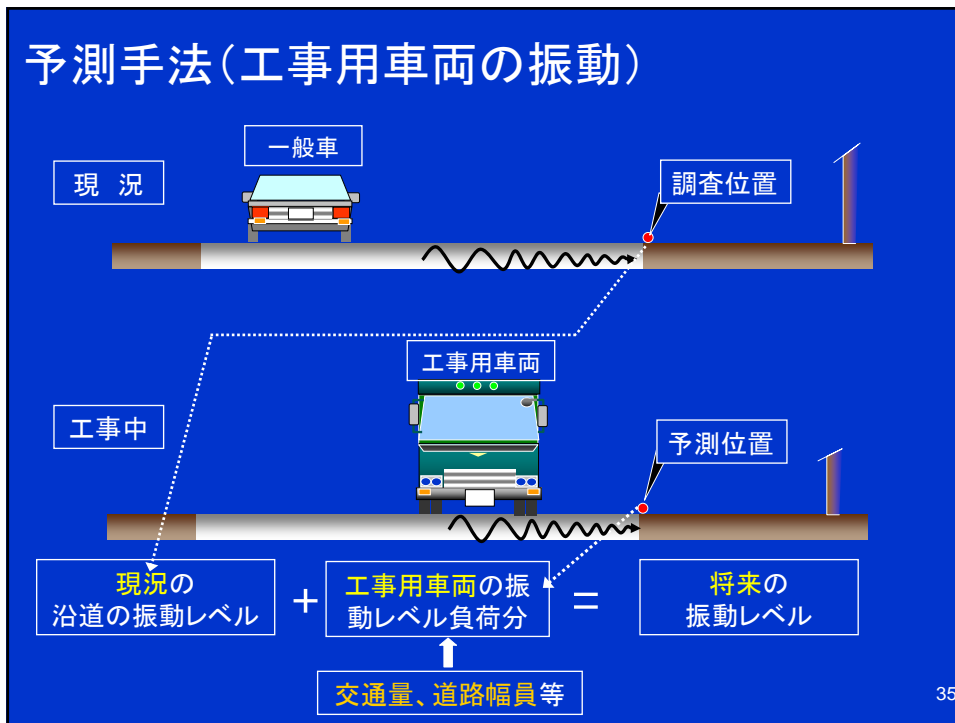 予測手法(工事用車両の振動)
一般車
現 況
調査位置
工事用車両
工事中
予測位置
現況の
沿道の振動レベル
+
工事用車両の振
動レベル負荷分
=
将来の
振動レベル
交通量、道路幅員等
35